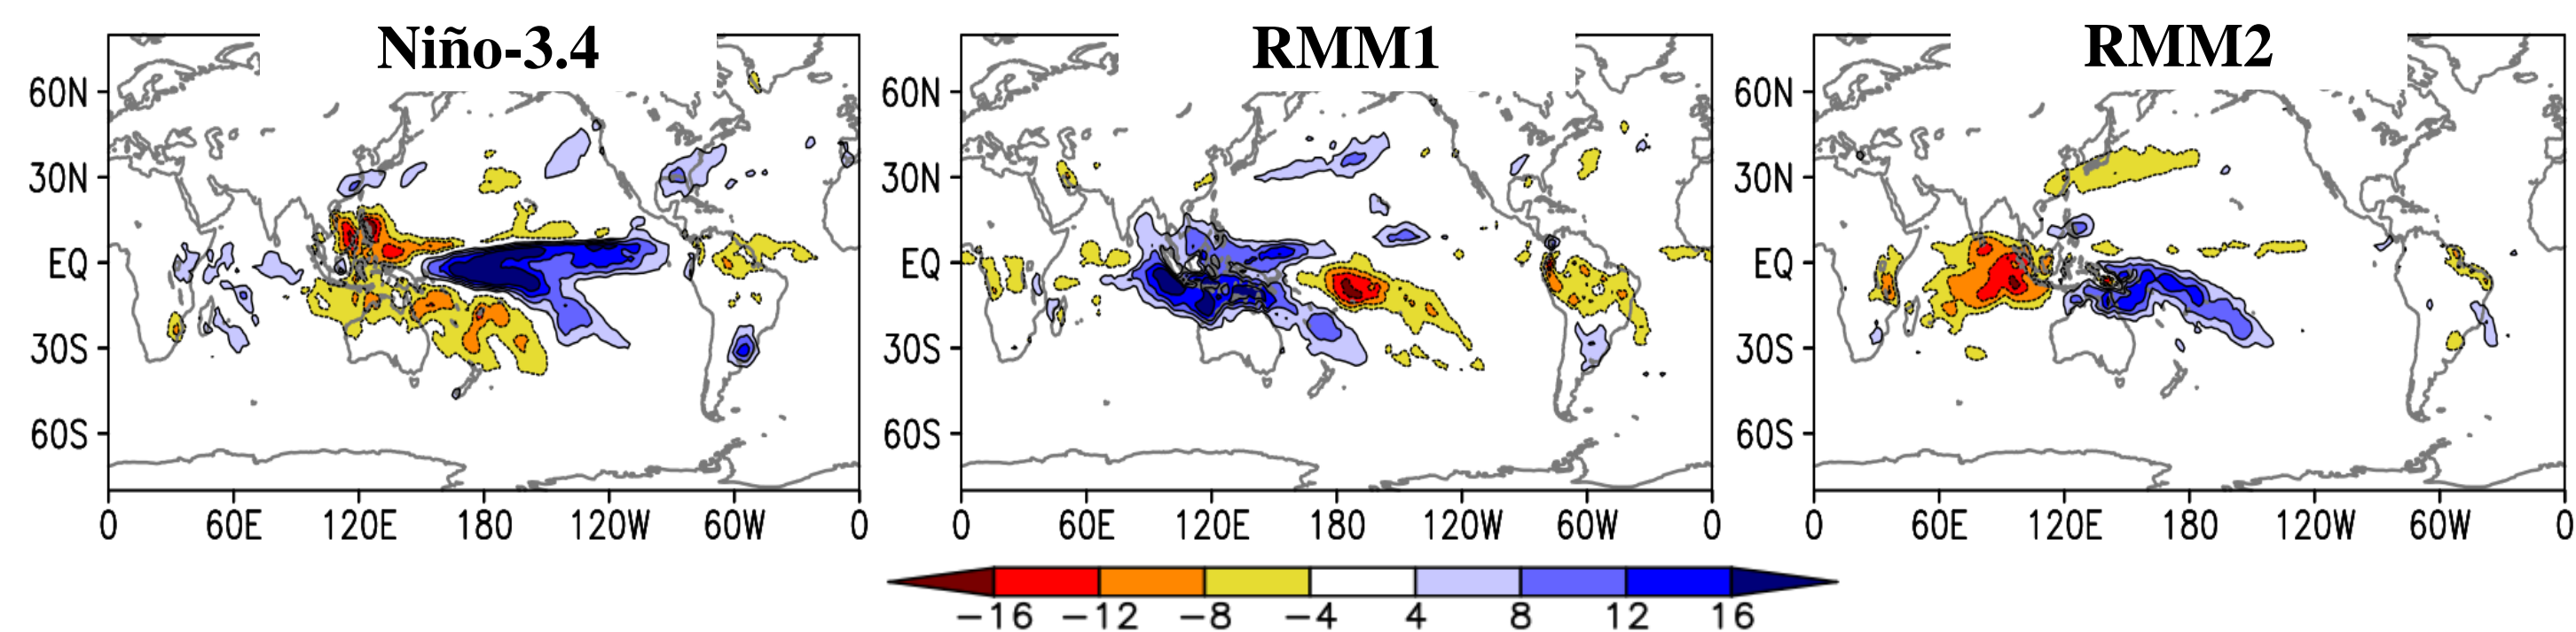 Niño-3.4 RMM1 RMM2
60N 60N 60N
30N 30N 30N
EQ EQ EQ
30S 30S 30S
60S 60S 60S
0 60E 120E 180 120W 60W 0 0 60E 120E 180 120W 60W 0 0 60E 120E 180 120W 60W 0
−16 −12 −8 −4 4 8 12 16